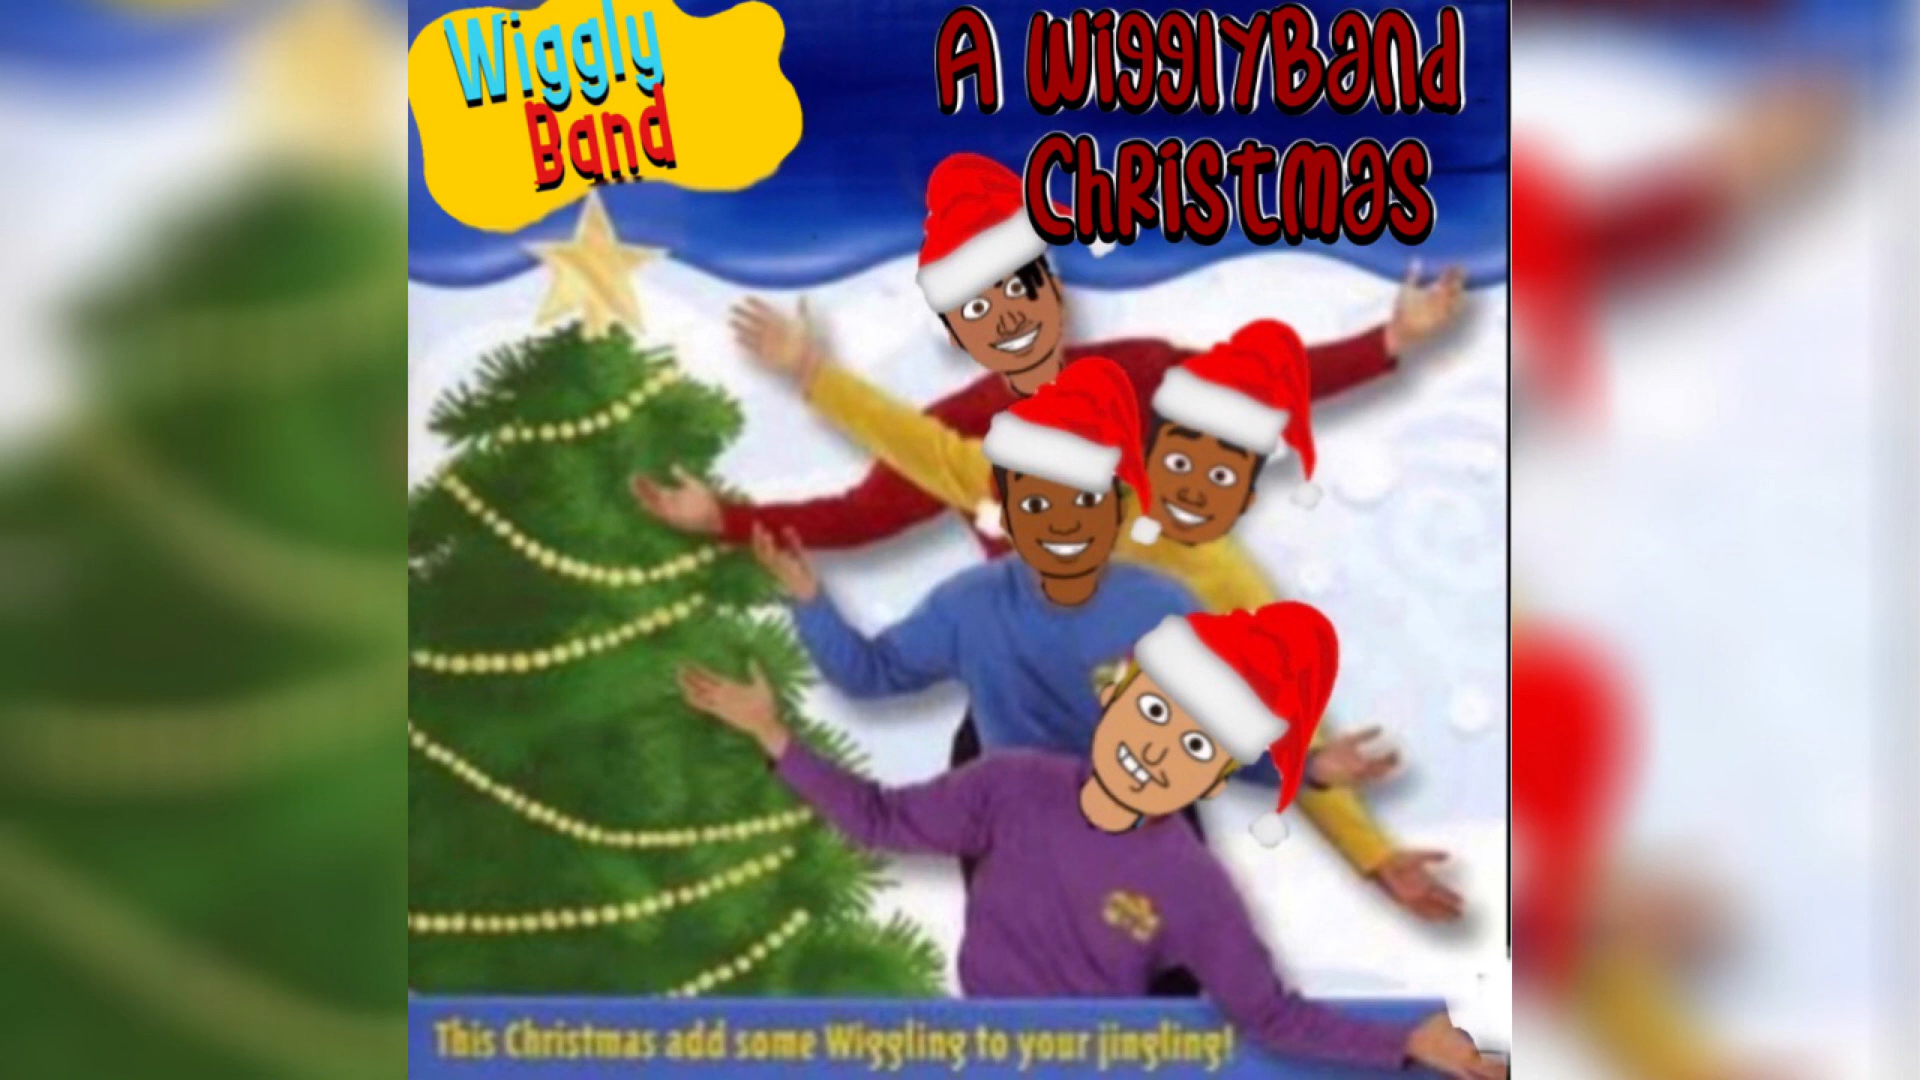 Wiggly
Band
A WigglyBand
Christmas
This Christmas add some Wiggling to your jingling!